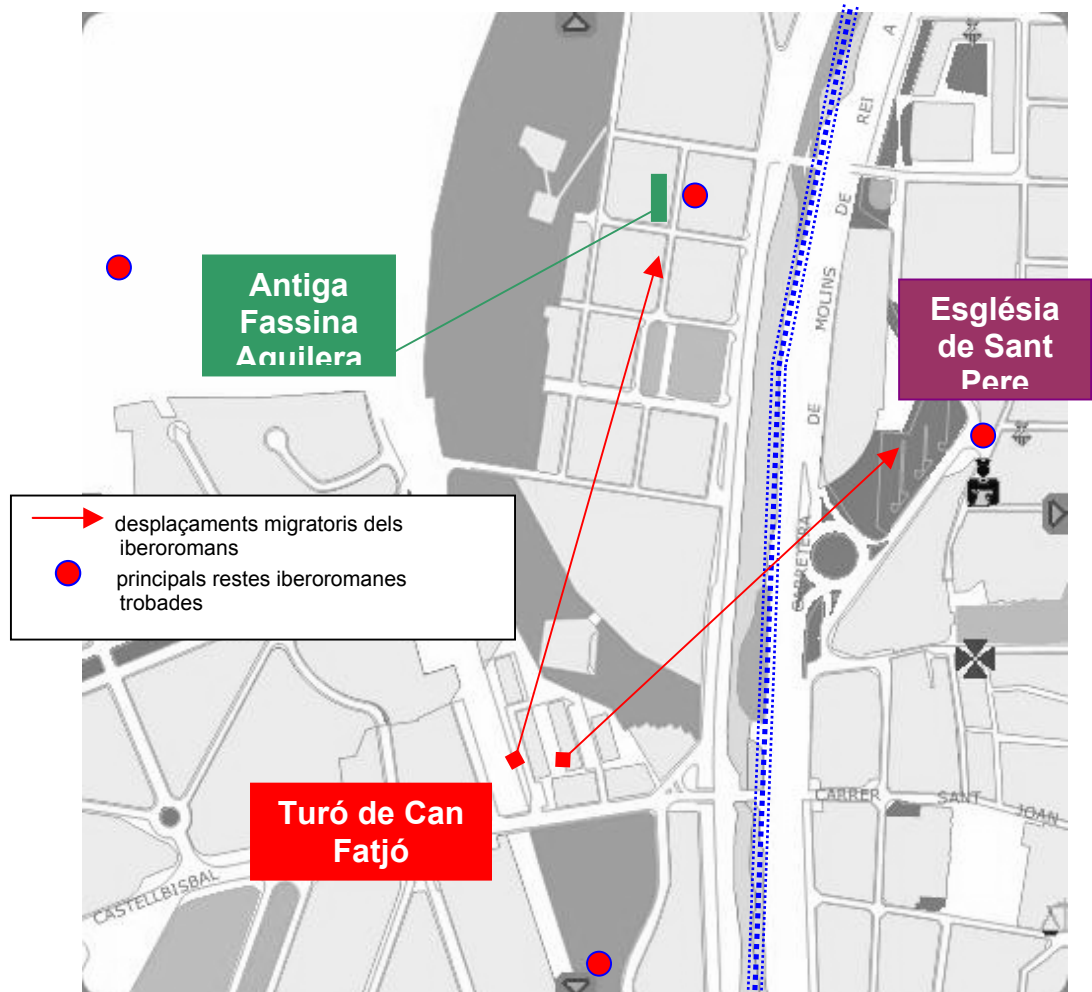 A
REI
DE
MOLINS
DE
CARRETEIRA
Antiga
Fassina
Aguilera
Església
de Sant
Pere
desplaçaments migratoris dels
iberoromans
principals restes iberoromanes
trobades
Turó de Can
Fatjó
CARRER SANT JOAN
CASTELLBISBAL